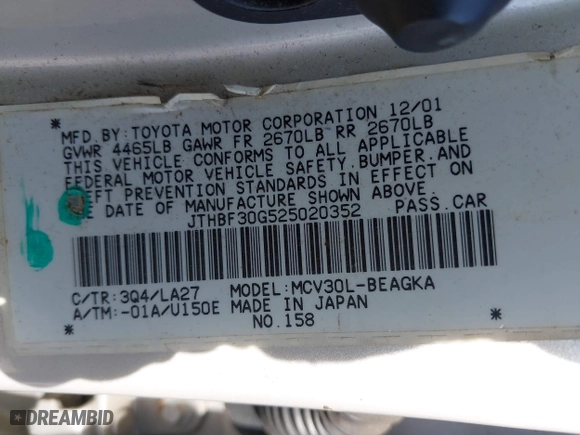 * MFD.BY:TOYOTA MOTOR CORPORATION 12/01 *
GVWR 4465LB GAWR FR 2670LB RR 2670LB
THIS VEHICLE CONFORMS TO ALL APPLICABLE
FEDERAL MOTOR VEHICLE SAFETY,BUMPER,AND
THEFT PREVENTION STANDARDS IN EFFECT ON
DATE OF MANUFACTURE SHOWN ABOVE.
JTHBF30G525020352 PASS.CAR
C/TR:3Q4/LA27 MODEL:MCV30L-BEAGKA
A/TM:-01A/U150E MADE IN JAPAN
* NO.158 *
DREAMBID